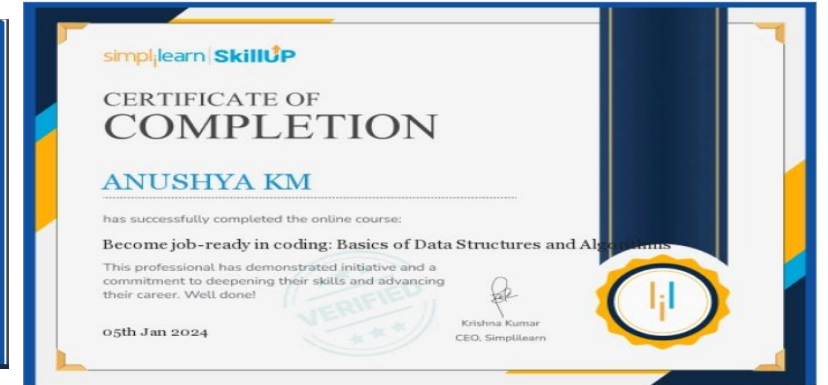 simplilearn SkillUP
CERTIFICATE OF
COMPLETION
ANUSHYA KM
has successfully completed the online course:
Become job-ready in coding: Basics of Data Structures and Algorithms
This professional has demonstrated initiative and a
commitment to deepening their skills and advancing
their career. Well done!
VERIFIED
05th Jan 2024
Krishna Kumar
CEO, Simplilearn